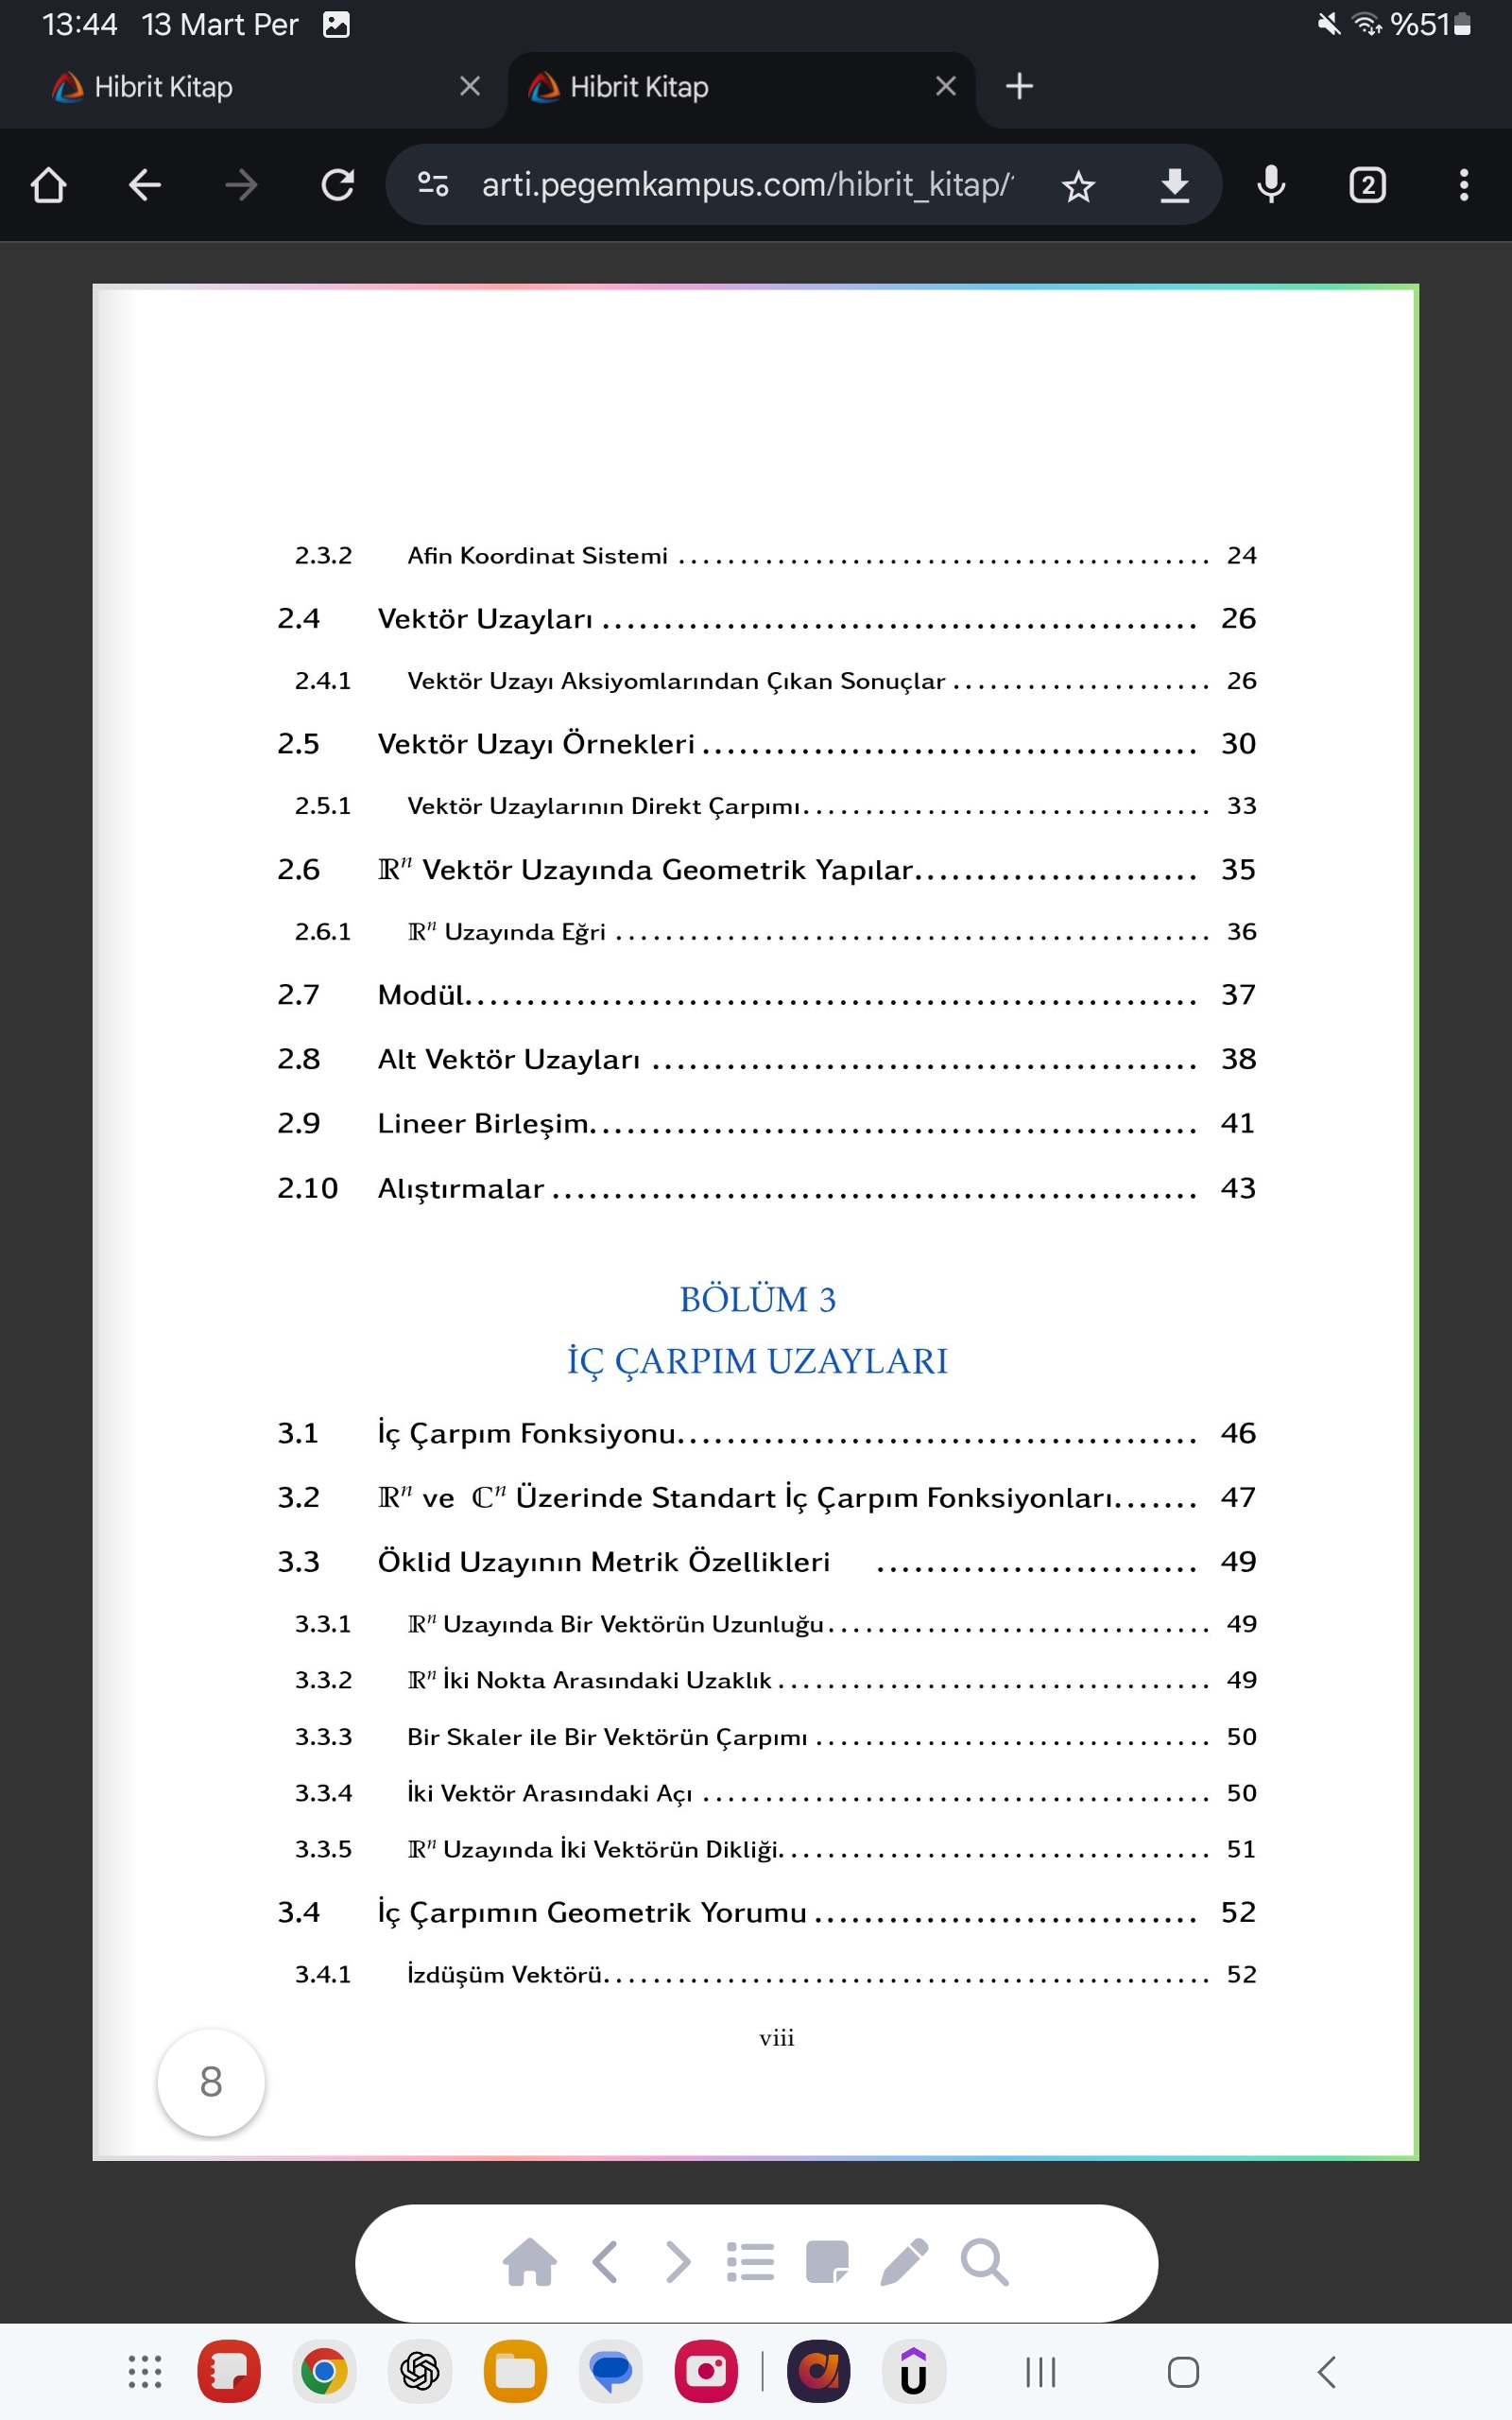 13:44 13 Mart Per %51
Hibrit Kitap Hibrit Kitap
arti.pegemkampus.com/hibrit_kitap/ 2
2.3.2 Afin Koordinat Sistemi ........................................... 24
2.4 Vektör Uzayları ................................................ 26
2.4.1 Vektör Uzayı Aksiyomlarından Çıkan Sonuçlar ..................... 26
2.5 Vektör Uzayı Örnekleri ........................................ 30
2.5.1 Vektör Uzaylarının Direkt Çarpımı................................. 33
2.6 ℝⁿ Vektör Uzayında Geometrik Yapılar....................... 35
2.6.1 ℝⁿ Uzayında Eğri ................................................ 36
2.7 Modül........................................................... 37
2.8 Alt Vektör Uzayları ............................................ 38
2.9 Lineer Birleşim................................................. 41
2.10 Alıştırmalar .................................................... 43
BÖLÜM 3
İÇ ÇARPIM UZAYLARI
3.1 İç Çarpım Fonksiyonu.......................................... 46
3.2 ℝⁿ ve ℂⁿ Üzerinde Standart İç Çarpım Fonksiyonları....... 47
3.3 Öklid Uzayının Metrik Özellikleri .......................... 49
3.3.1 ℝⁿ Uzayında Bir Vektörün Uzunluğu............................... 49
3.3.2 ℝⁿ İki Nokta Arasındaki Uzaklık ................................... 49
3.3.3 Bir Skaler ile Bir Vektörün Çarpımı ................................ 50
3.3.4 İki Vektör Arasındaki Açı ......................................... 50
3.3.5 ℝⁿ Uzayında İki Vektörün Dikliği................................... 51
3.4 İç Çarpımın Geometrik Yorumu ............................... 52
3.4.1 İzdüşüm Vektörü................................................. 52
viii
8